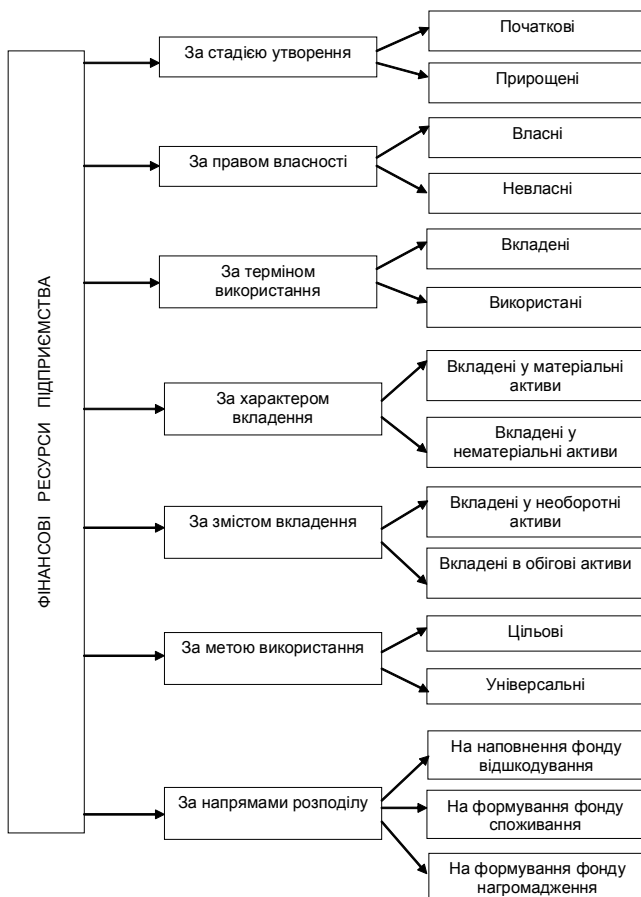 ФІНАНСОВІ РЕСУРСИ ПІДПРИЄМСТВА
За стадією утворення
Початкові
Прирощені
За правом власності
Власні
Невласні
За терміном
використання
Вкладені
Використані
За характером
вкладення
Вкладені у матеріальні
активи
Вкладені у
нематеріальні активи
За змістом вкладення
Вкладені у необоротні
активи
Вкладені в обігові активи
За метою використання
Цільові
Універсальні
За напрямами розподілу
На наповнення фонду
відшкодування
На формування фонду
споживання
На формування фонду
нагромадження